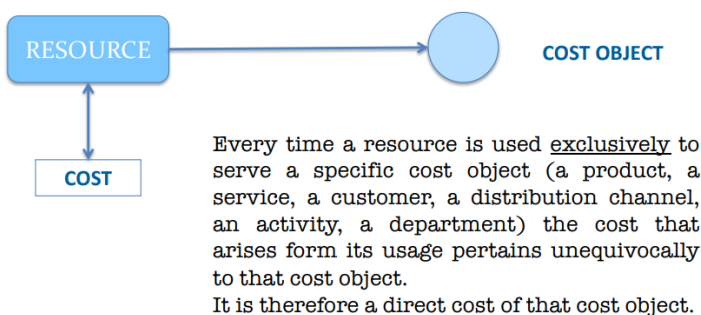 RESOURCE
COST OBJECT
COST
Every time a resource is used exclusively to
serve a specific cost object (a product, a
service, a customer, a distribution channel,
an activity, a department) the cost that
arises form its usage pertains unequivocally
to that cost object.
It is therefore a direct cost of that cost object.